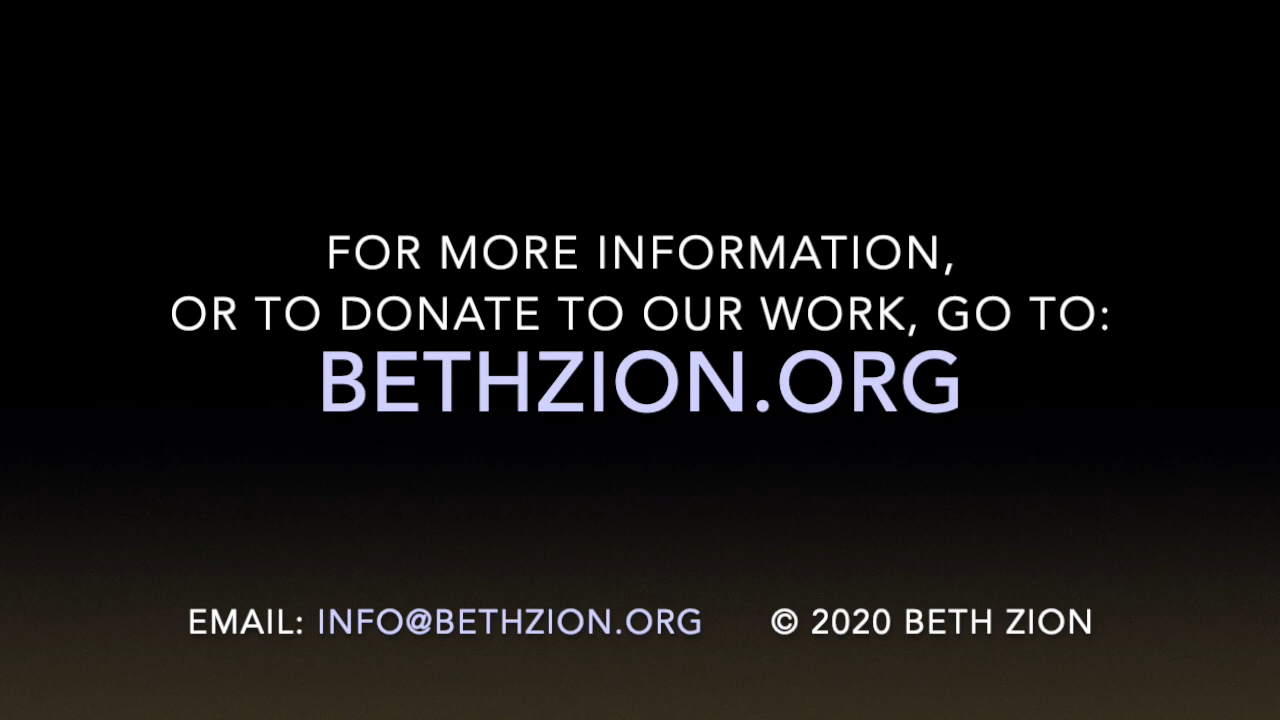 FOR MORE INFORMATION,
OR TO DONATE TO OUR WORK, GO TO:
BETHZION.ORG
EMAIL: INFO@BETHZION.ORG © 2020 BETH ZION